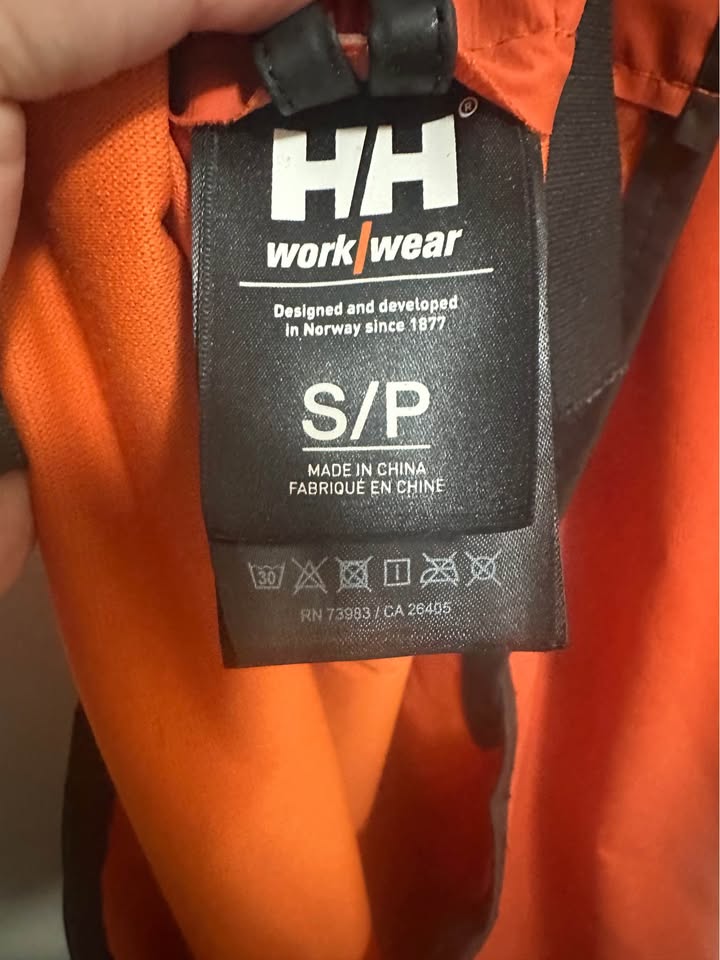 HH®
work/wear
Designed and developed
in Norway since 1877
S/P
MADE IN CHINA
FABRIQUÉ EN CHINE
30
RN 73983 / CA 26405